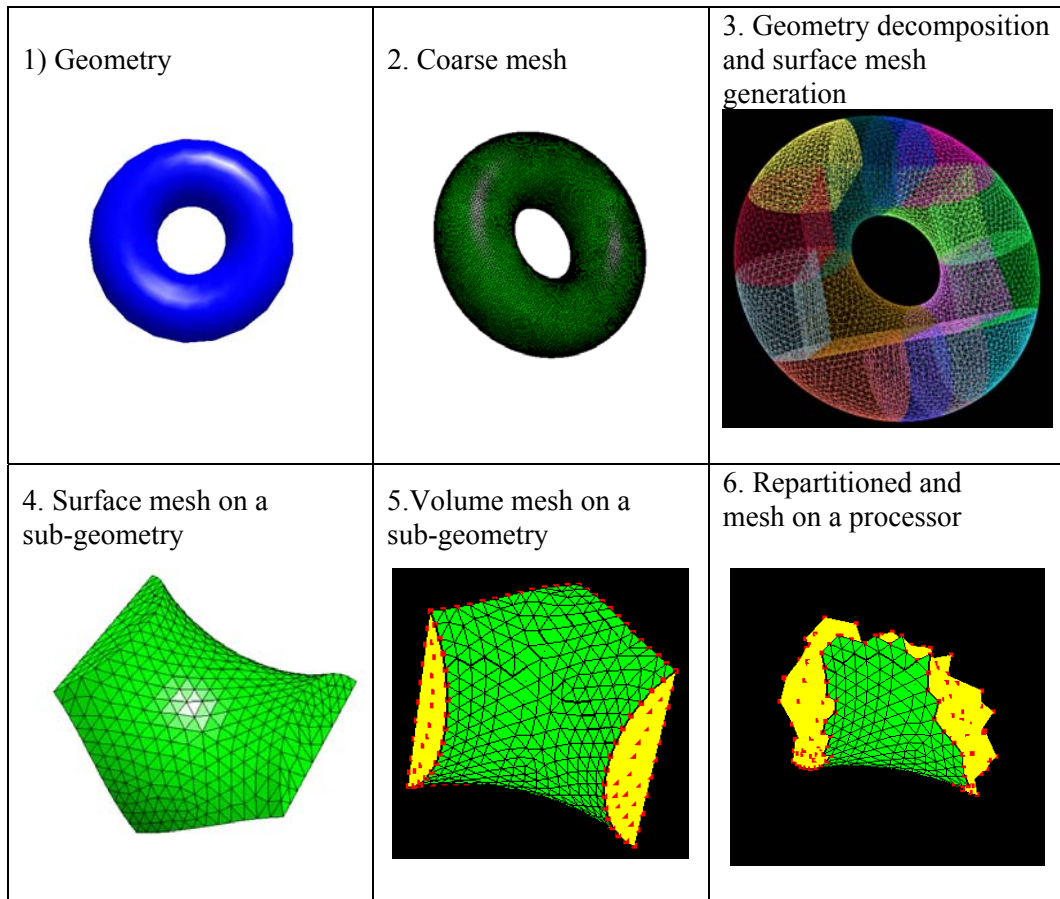 1) Geometry
2. Coarse mesh
3. Geometry decomposition
and surface mesh
generation
4. Surface mesh on a
sub-geometry
5.Volume mesh on a
sub-geometry
6. Repartitioned and
mesh on a processor